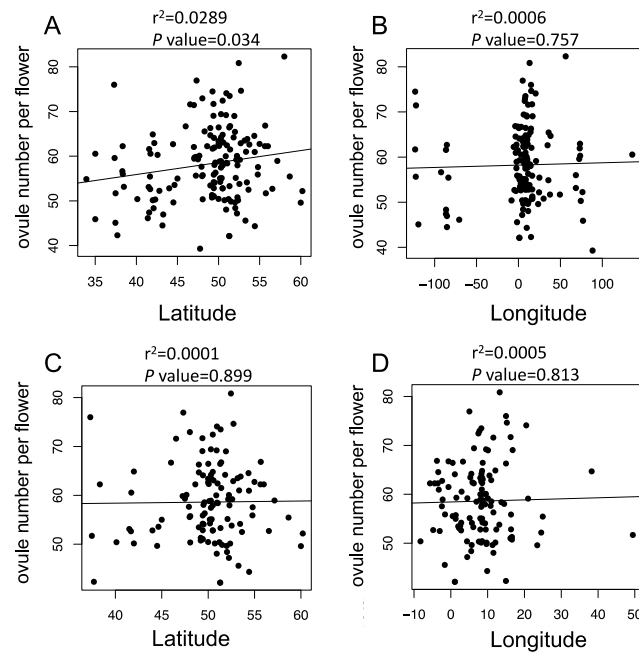 A
r²=0.0289
P value=0.034
ovule number per flower
40 50 60 70 80
35 40 45 50 55 60
Latitude
B
r²=0.0006
P value=0.757
ovule number per flower
40 50 60 70 80
−100 −50 0 50 100
Longitude
C
r²=0.0001
P value=0.899
ovule number per flower
50 60 70 80
40 45 50 55 60
Latitude
D
r²=0.0005
P value=0.813
ovule number per flower
50 60 70 80
−10 0 10 20 30 40 50
Longitude